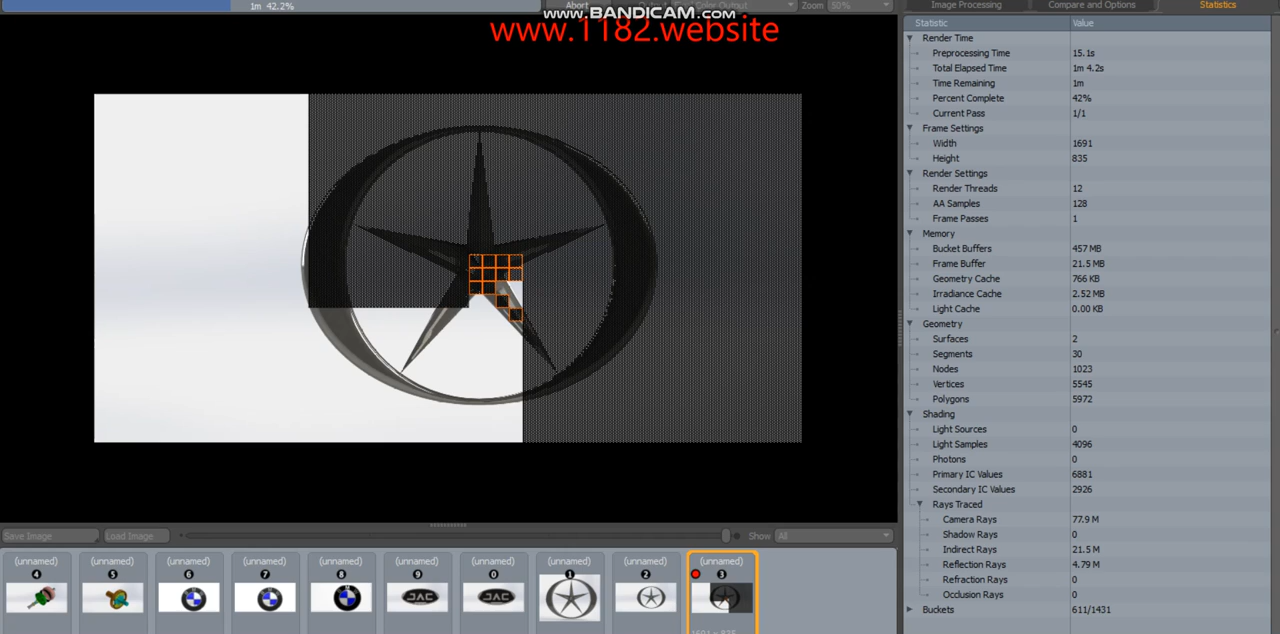 1m 42.2%
Abort
Zoom 50%
Image Processing
Compare and Options
Statistics
www.BANDICAM.com
www.1182.website
Statistic Value
Render Time
Preprocessing Time 15.1s
Total Elapsed Time 1m 4.2s
Time Remaining 1m
Percent Complete 42%
Current Pass 1/1
Frame Settings
Width 1691
Height 835
Render Settings
Render Threads 12
AA Samples 128
Frame Passes 1
Memory
Bucket Buffers 457 MB
Frame Buffer 21.5 MB
Geometry Cache 766 KB
Irradiance Cache 2.52 MB
Light Cache 0.00 KB
Geometry
Surfaces 2
Segments 30
Nodes 1023
Vertices 5545
Polygons 5972
Shading
Light Sources 0
Light Samples 4096
Photons 0
Primary IC Values 6881
Secondary IC Values 2926
Rays Traced
Camera Rays 77.9 M
Shadow Rays 0
Indirect Rays 21.5 M
Reflection Rays 4.79 M
Refraction Rays 0
Occlusion Rays 0
Buckets 611/1431
Save Image
Load Image
Show All
(unnamed) (unnamed) (unnamed) (unnamed) (unnamed) (unnamed) (unnamed) (unnamed) (unnamed) (unnamed)
4 5 6 7 8 9 0 1 2 3
JAC JAC